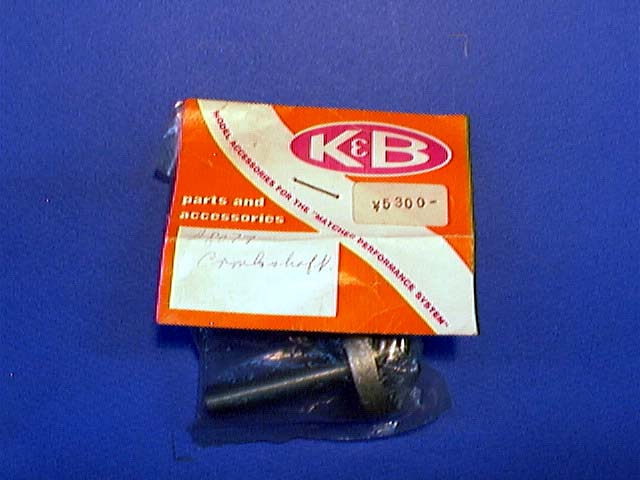 K&B
MODEL ACCESSORIES FOR THE "MATCHED PERFORMANCE SYSTEM"
¥5300-
parts and
accessories
Crankshaft.